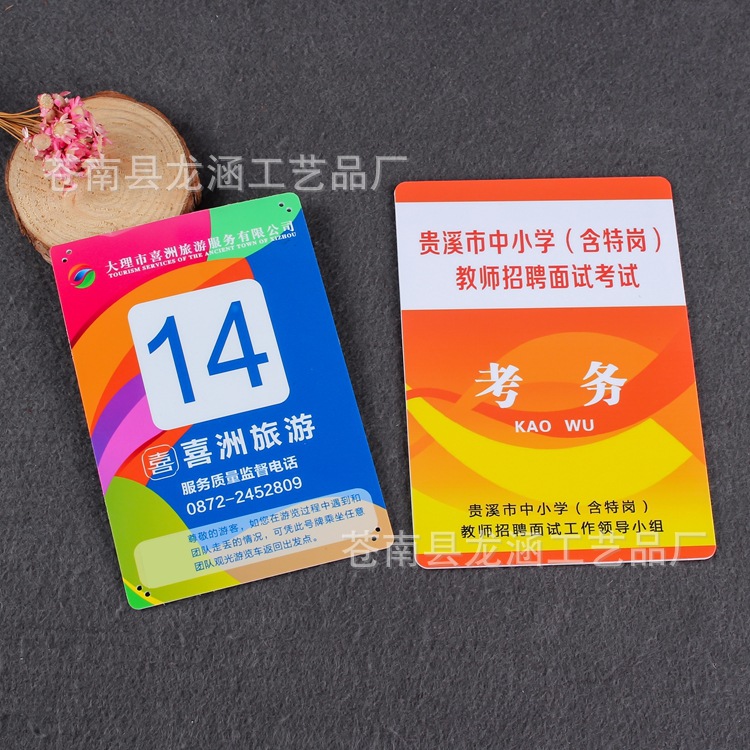 苍南县龙涵工艺品厂
大理市喜洲旅游服务有限公司
TOURISM SERVICES OF THE ANCIENT TOWN OF XIZHOU
14
囍 喜洲旅游
服务质量监督电话
0872-2452809
尊敬的游客，如您在游览过程中遇到和
团队走丢的情况，可凭此号牌乘坐任意
团队观光游览车返回出发点。
贵溪市中小学（含特岗）
教师招聘面试考试
考 务
KAO WU
贵溪市中小学（含特岗）
教师招聘面试工作领导小组
苍南县龙涵工艺品厂